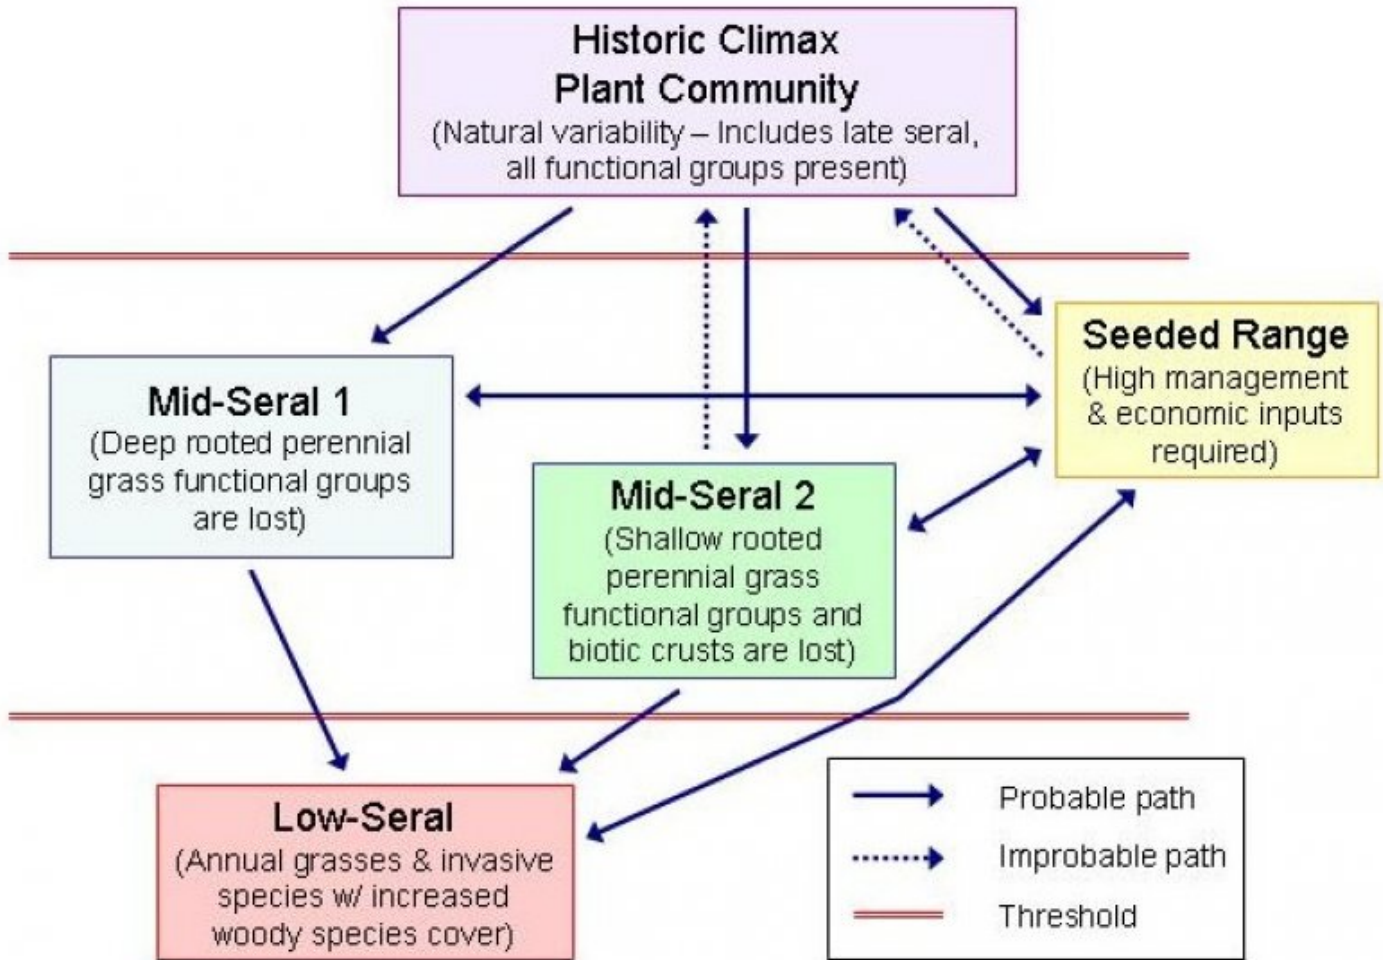 Historic Climax
Plant Community
(Natural variability – Includes late seral,
all functional groups present)
Seeded Range
(High management
& economic inputs
required)
Mid-Seral 1
(Deep rooted perennial
grass functional groups
are lost)
Mid-Seral 2
(Shallow rooted
perennial grass
functional groups and
biotic crusts are lost)
Low-Seral
(Annual grasses & invasive
species w/ increased
woody species cover)
Probable path
Improbable path
Threshold